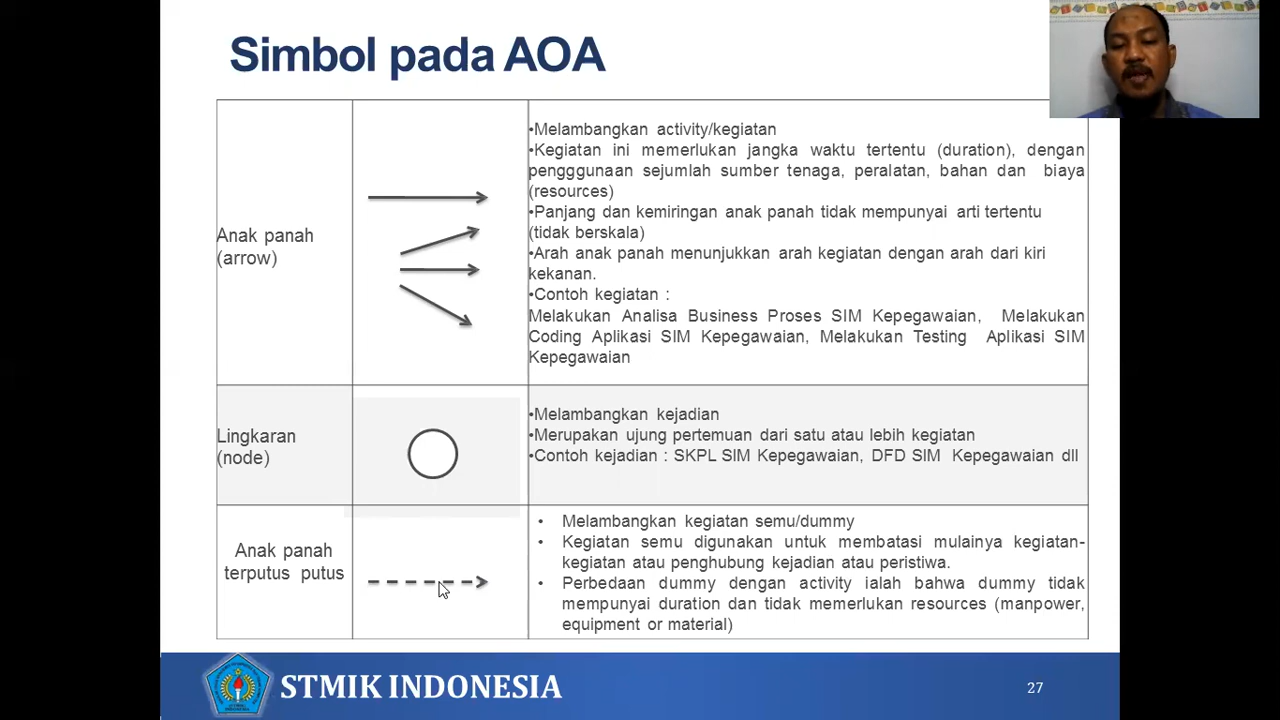 Simbol pada AOA
Anak panah
(arrow)
•Melambangkan activity/kegiatan
•Kegiatan ini memerlukan jangka waktu tertentu (duration), dengan
pengggunaan sejumlah sumber tenaga, peralatan, bahan dan biaya
(resources)
•Panjang dan kemiringan anak panah tidak mempunyai arti tertentu
(tidak berskala)
•Arah anak panah menunjukkan arah kegiatan dengan arah dari kiri
kekanan.
•Contoh kegiatan :
Melakukan Analisa Business Proses SIM Kepegawaian, Melakukan
Coding Aplikasi SIM Kepegawaian, Melakukan Testing Aplikasi SIM
Kepegawaian
Lingkaran
(node)
•Melambangkan kejadian
•Merupakan ujung pertemuan dari satu atau lebih kegiatan
•Contoh kejadian : SKPL SIM Kepegawaian, DFD SIM Kepegawaian dll
Anak panah
terputus putus
• Melambangkan kegiatan semu/dummy
• Kegiatan semu digunakan untuk membatasi mulainya kegiatan-
kegiatan atau penghubung kejadian atau peristiwa.
• Perbedaan dummy dengan activity ialah bahwa dummy tidak
mempunyai duration dan tidak memerlukan resources (manpower,
equipment or material)
STMIK INDONESIA
27